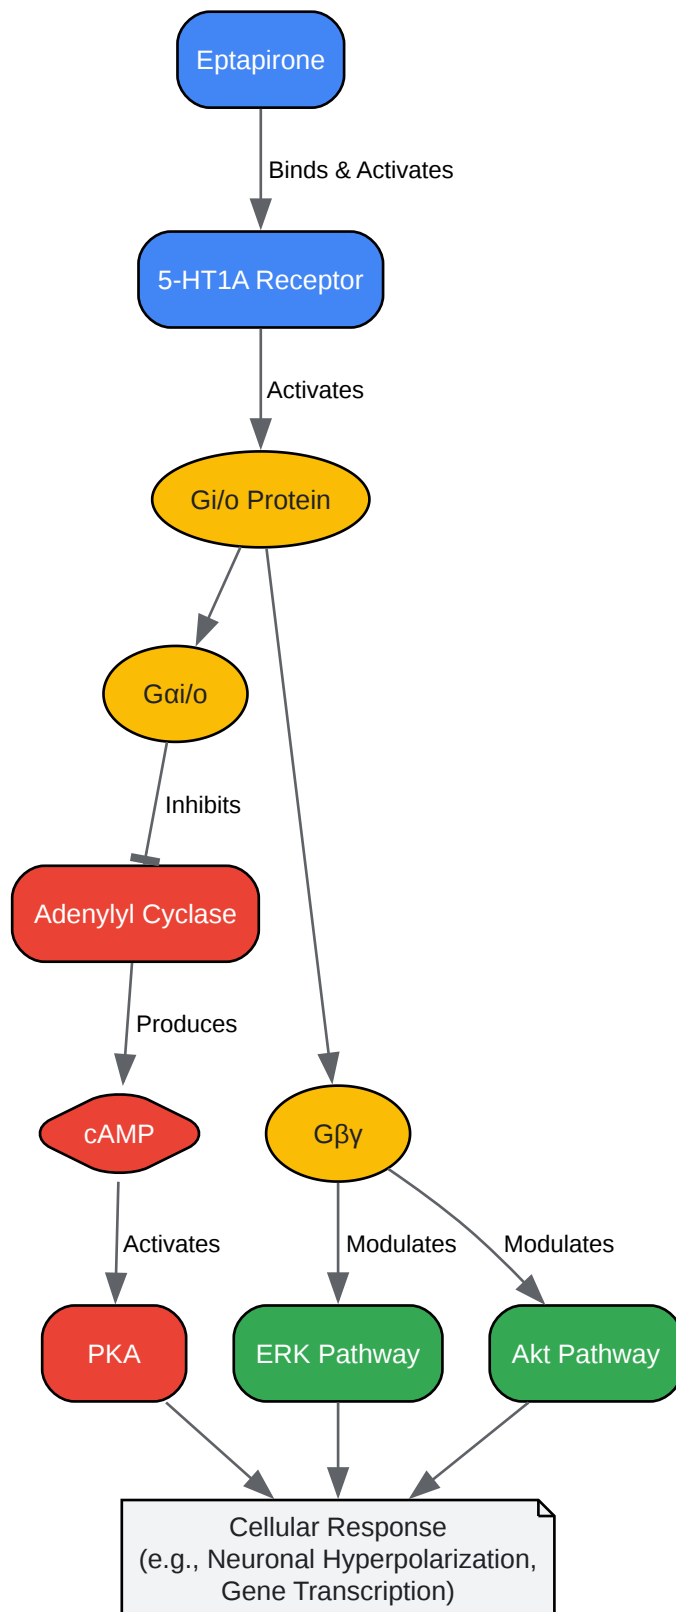 Eptapirone
Binds & Activates
5-HT1A Receptor
Activates
Gi/o Protein
Gαi/o
Inhibits
Adenylyl Cyclase
Produces
cAMP
Gβγ
Activates
Modulates
Modulates
PKA
ERK Pathway
Akt Pathway
Cellular Response
(e.g., Neuronal Hyperpolarization,
Gene Transcription)